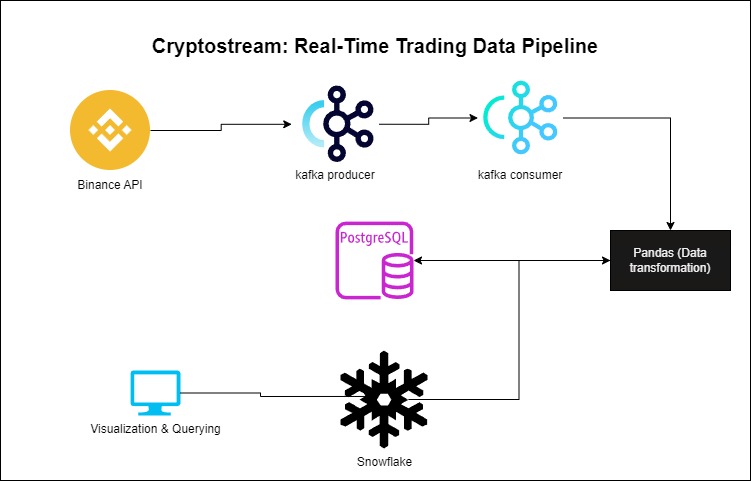 Cryptostream: Real-Time Trading Data Pipeline
Binance API
kafka producer
kafka consumer
PostgreSQL
Pandas (Data
transformation)
Visualization & Querying
Snowflake